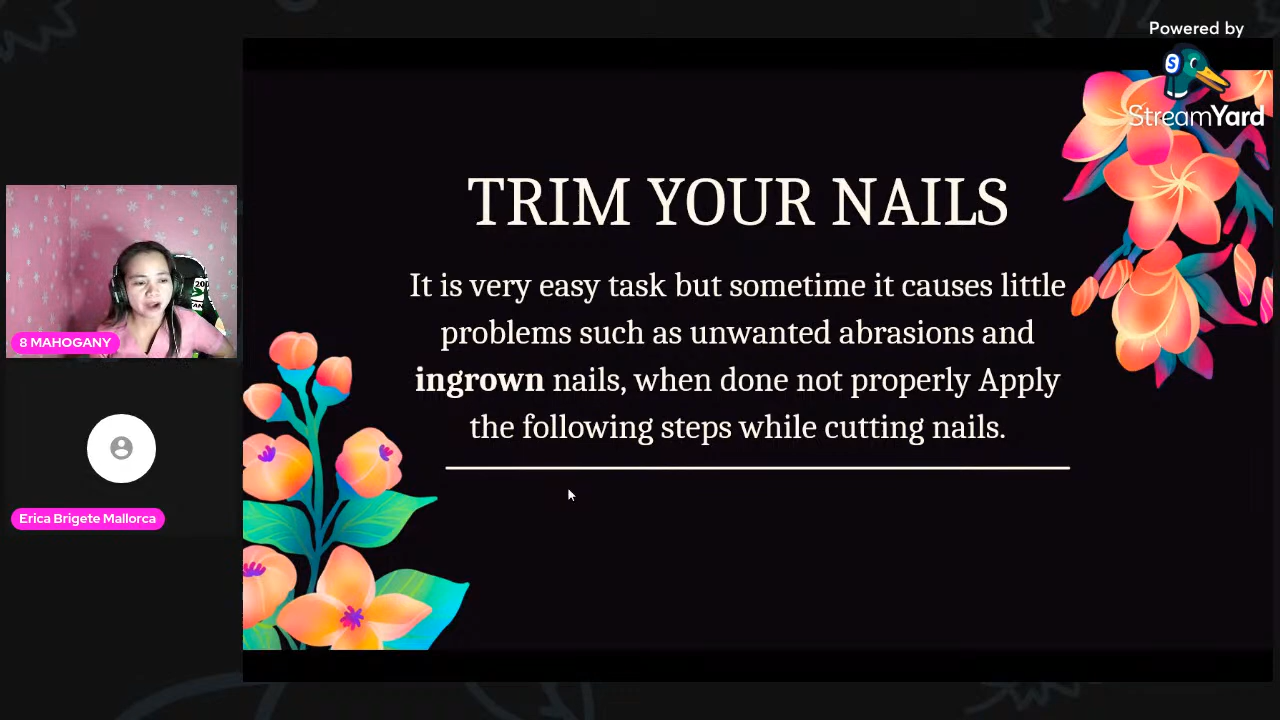 Powered by
StreamYard
TRIM YOUR NAILS
It is very easy task but sometime it causes little
problems such as unwanted abrasions and
ingrown nails, when done not properly Apply
the following steps while cutting nails.
200
8 MAHOGANY
Erica Brigete Mallorca